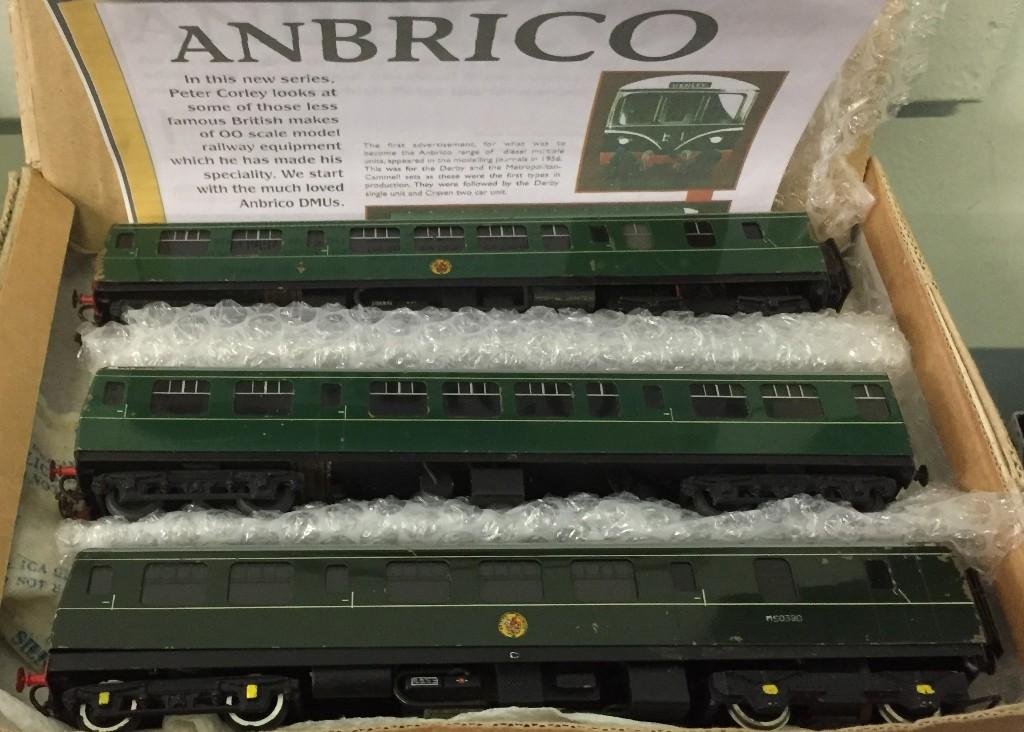 ANBRICO
In this new series,
Peter Corley looks at
some of those less
famous British makes
of OO scale model
railway equipment
which he has made his
speciality. We start
with the much loved
Anbrico DMUs.
The first advertisement, for what was to
become the Anbrico range of diesel multiple
units, appeared in the modelling journals in 1956.
This was for the Derby and the Metropolitan-
Cammell sets as these were the first types in
production. They were followed by the Derby
single unit and Craven two car unit.
M50390
C